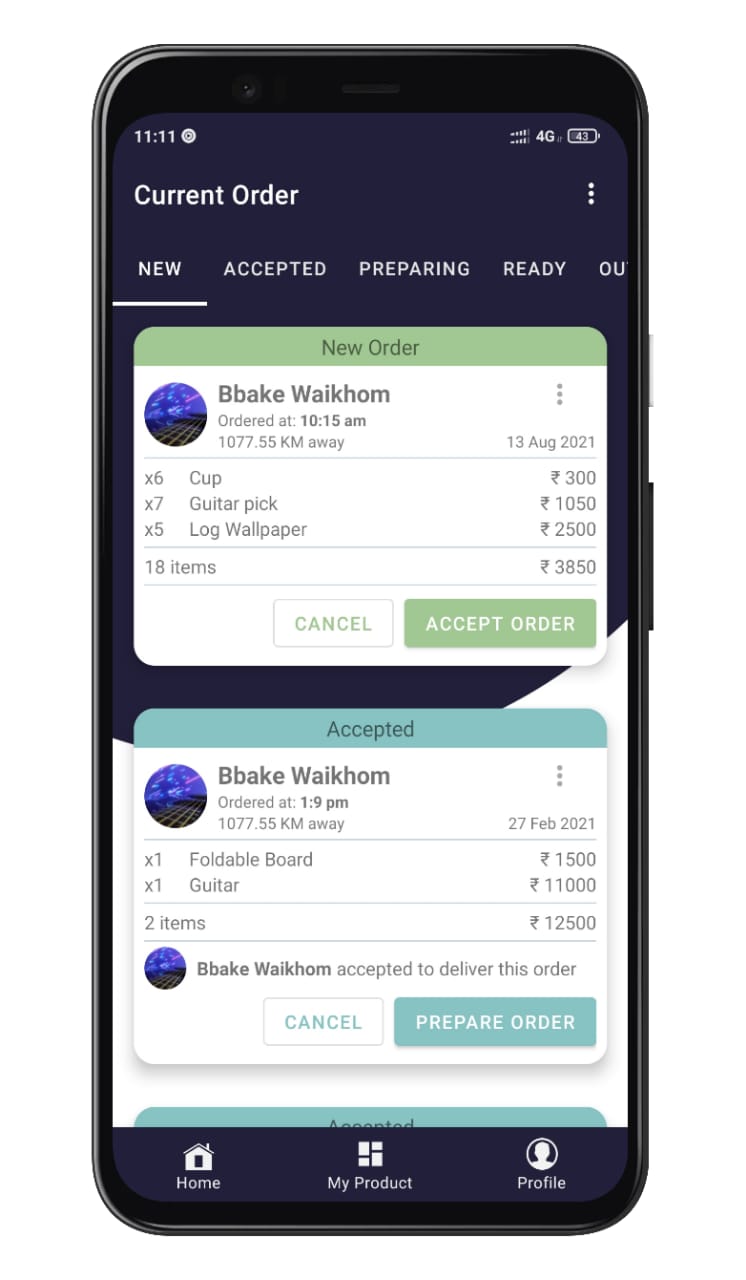 11:11 4G 43
Current Order
NEW ACCEPTED PREPARING READY OU
New Order
Bbake Waikhom
Ordered at: 10:15 am
1077.55 KM away 13 Aug 2021
x6 Cup ₹ 300
x7 Guitar pick ₹ 1050
x5 Log Wallpaper ₹ 2500
18 items ₹ 3850
CANCEL ACCEPT ORDER
Accepted
Bbake Waikhom
Ordered at: 1:9 pm
1077.55 KM away 27 Feb 2021
x1 Foldable Board ₹ 1500
x1 Guitar ₹ 11000
2 items ₹ 12500
Bbake Waikhom accepted to deliver this order
CANCEL PREPARE ORDER
Accepted
Home My Product Profile